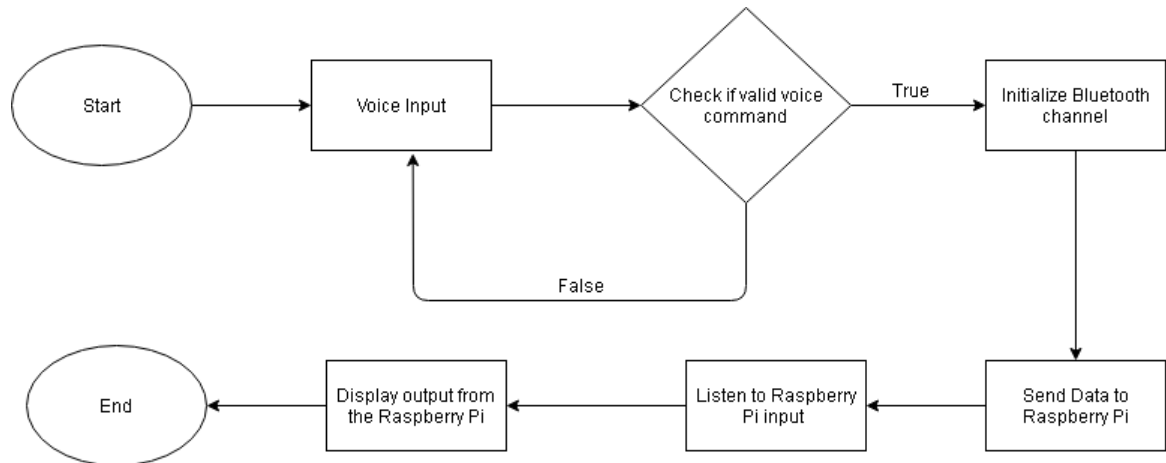 Start
Voice Input
Check if valid voice
command
True
Initialize Bluetooth
channel
False
End
Display output from
the Raspberry Pi
Listen to Raspberry
Pi input
Send Data to
Raspberry Pi